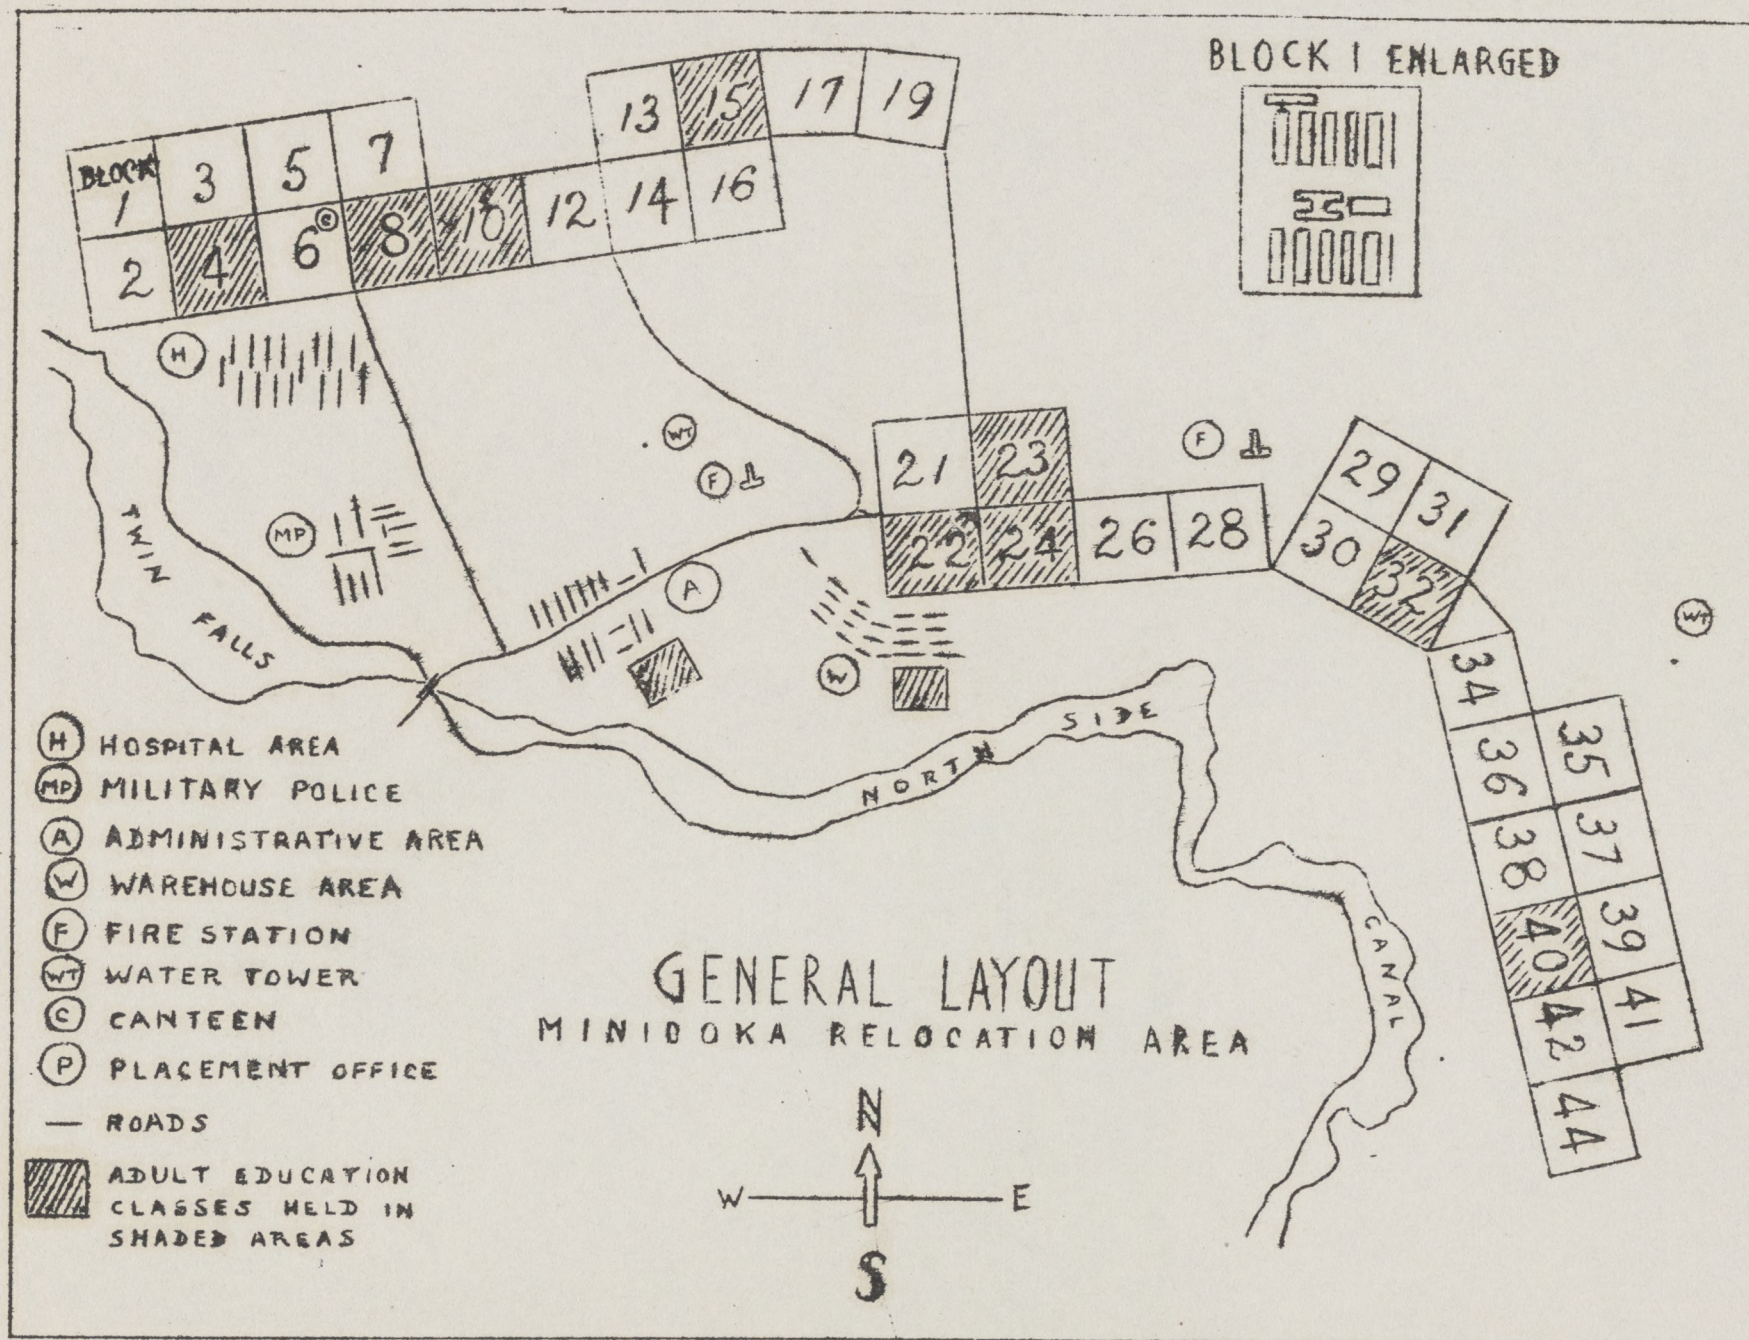 BLOCK 1 ENLARGED
13 15 17 19
BLOCK
1 3 5 7
2 4 6 © 8 10 12 14 16
H
WT
F
21 23
F
29 31
22 24 26 28
30 32
MP
A
W
WT
TWIN FALLS
NORTH SIDE CANAL
34
36 35
38 37
40 39
42 41
44
H HOSPITAL AREA
MP MILITARY POLICE
A ADMINISTRATIVE AREA
W WAREHOUSE AREA
F FIRE STATION
WT WATER TOWER
C CANTEEN
P PLACEMENT OFFICE
— ROADS
ADULT EDUCATION
CLASSES HELD IN
SHADED AREAS
GENERAL LAYOUT
MINIDOKA RELOCATION AREA
N
W E
S